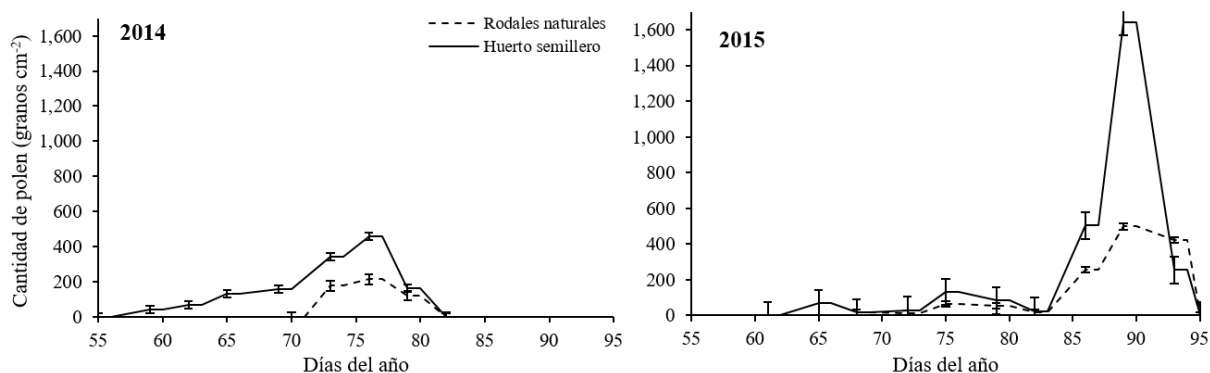 2014
Rodales naturales
Huerto semillero
Cantidad de polen (granos cm⁻²)
1,600
1,400
1,200
1,000
800
600
400
200
0
55 60 65 70 75 80 85 90 95
Días del año
2015
1,600
1,400
1,200
1,000
800
600
400
200
0
55 60 65 70 75 80 85 90 95
Días del año